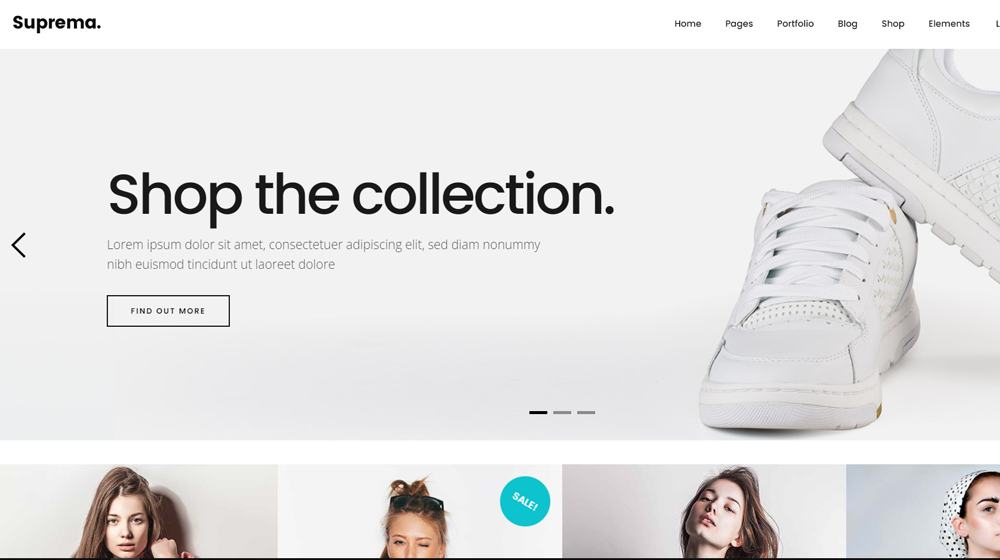 Suprema.
Home Pages Portfolio Blog Shop Elements
Shop the collection.
Lorem ipsum dolor sit amet, consectetuer adipiscing elit, sed diam nonummy
nibh euismod tincidunt ut laoreet dolore
FIND OUT MORE
SALE!